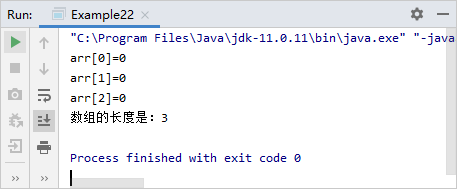 Run: Example22
"C:\Program Files\Java\jdk-11.0.11\bin\java.exe" "-java
arr[0]=0
arr[1]=0
arr[2]=0
数组的长度是：3
Process finished with exit code 0